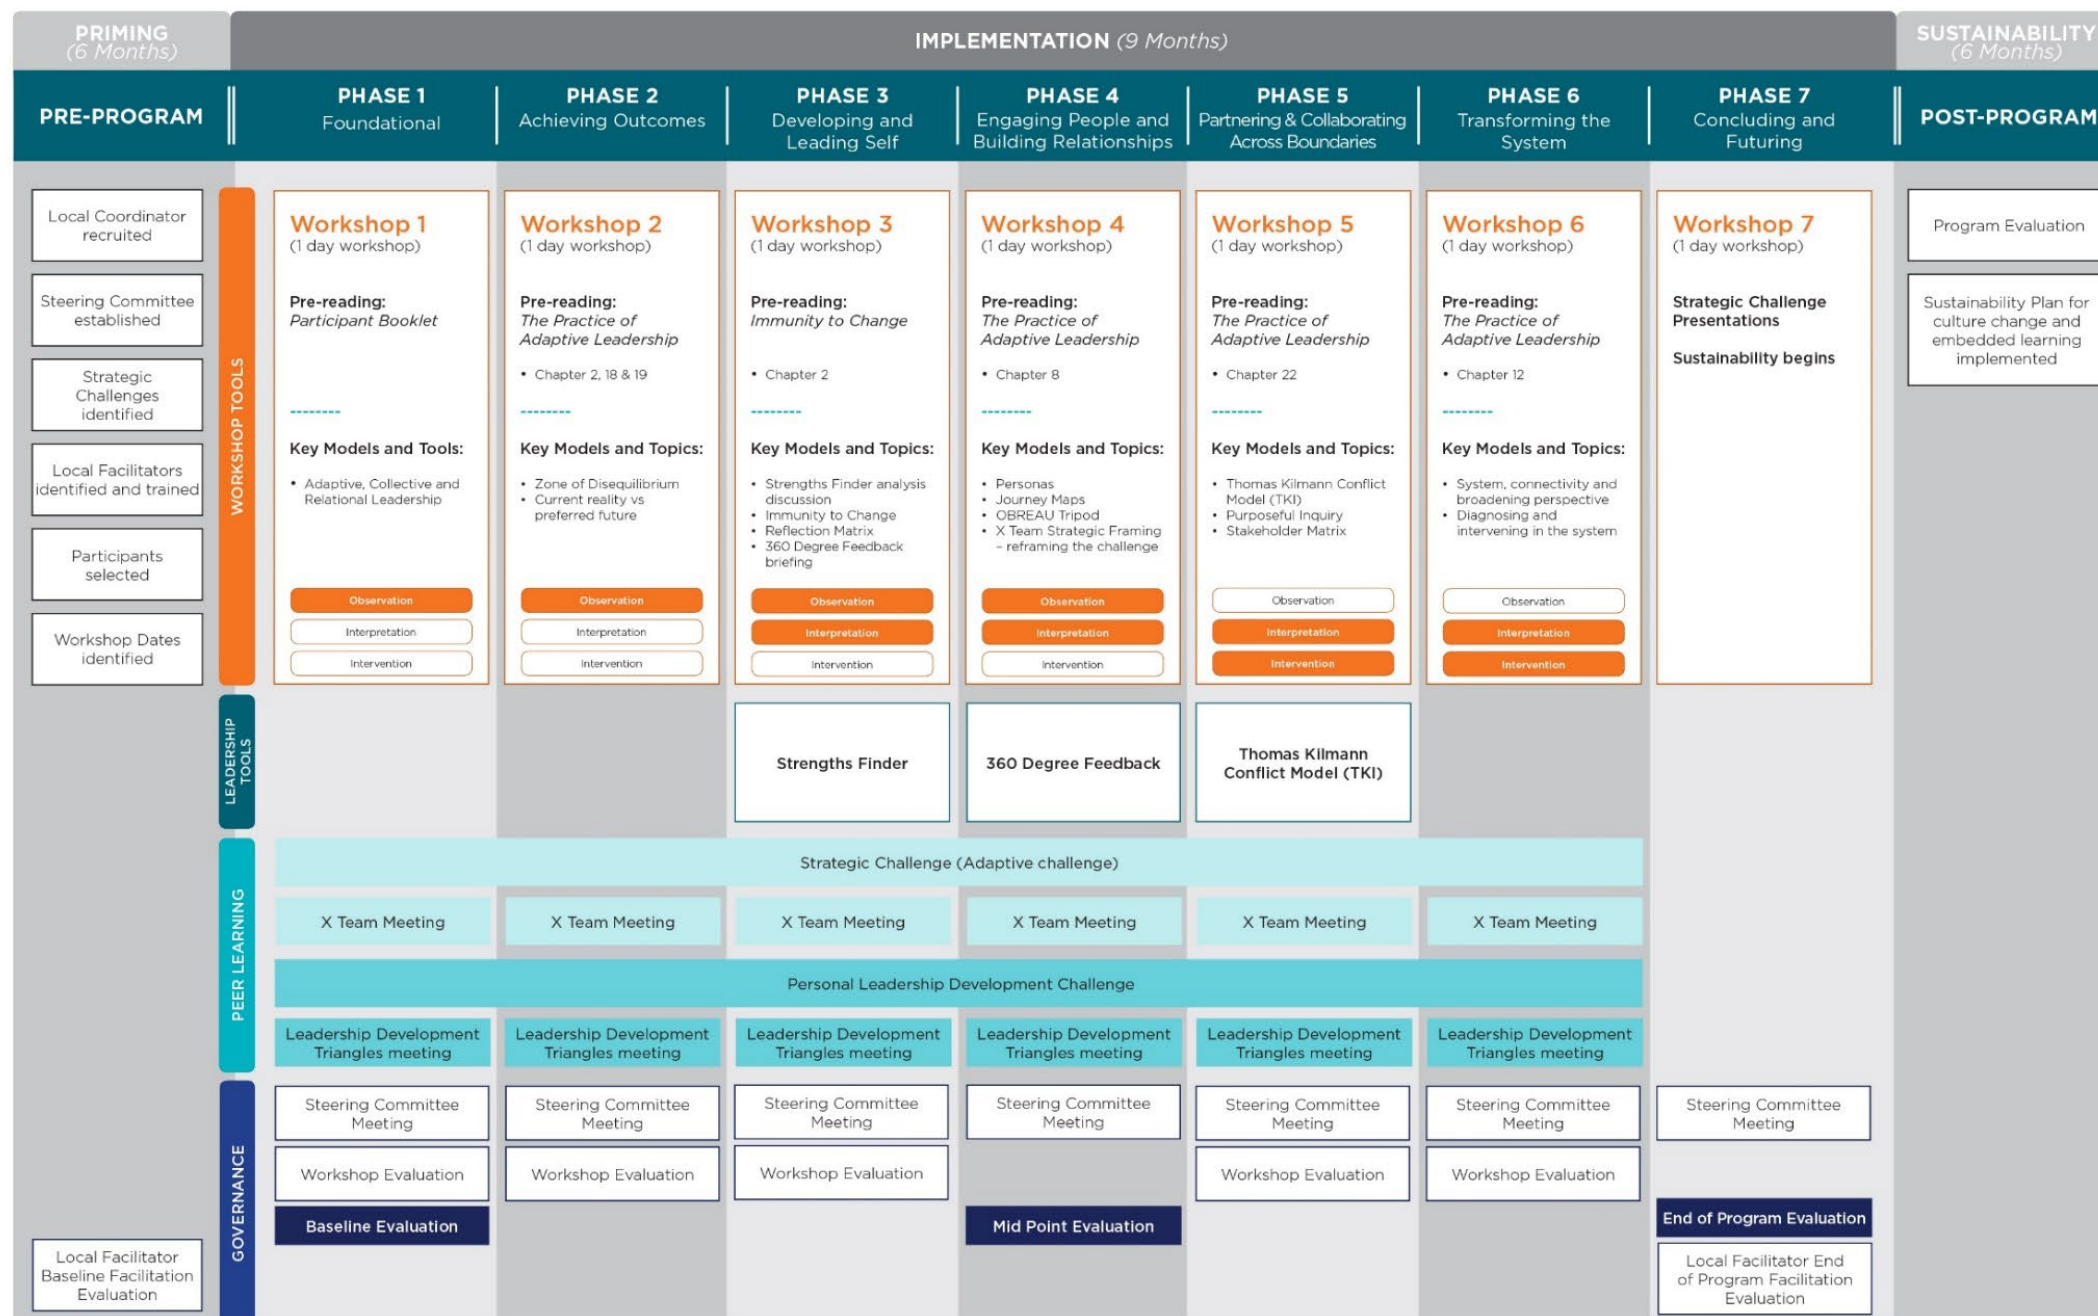 PRIMING
(6 Months)
IMPLEMENTATION (9 Months)
SUSTAINABILITY
(6 Months)
PRE-PROGRAM
PHASE 1
Foundational
PHASE 2
Achieving Outcomes
PHASE 3
Developing and
Leading Self
PHASE 4
Engaging People and
Building Relationships
PHASE 5
Partnering & Collaborating
Across Boundaries
PHASE 6
Transforming the
System
PHASE 7
Concluding and
Futuring
POST-PROGRAM
Local Coordinator
recruited
Steering Committee
established
Strategic
Challenges
identified
Local Facilitators
identified and trained
Participants
selected
Workshop Dates
identified
WORKSHOP TOOLS
Workshop 1
(1 day workshop)
Pre-reading:
Participant Booklet
Key Models and Tools:
• Adaptive, Collective and
Relational Leadership
Observation
Interpretation
Intervention
Workshop 2
(1 day workshop)
Pre-reading:
The Practice of
Adaptive Leadership
• Chapter 2, 18 & 19
Key Models and Topics:
• Zone of Disequilibrium
• Current reality vs
preferred future
Observation
Interpretation
Intervention
Workshop 3
(1 day workshop)
Pre-reading:
Immunity to Change
• Chapter 2
Key Models and Topics:
• Strengths Finder analysis
discussion
• Immunity to Change
• Reflection Matrix
• 360 Degree Feedback
briefing
Observation
Interpretation
Intervention
Workshop 4
(1 day workshop)
Pre-reading:
The Practice of
Adaptive Leadership
• Chapter 8
Key Models and Topics:
• Personas
• Journey Maps
• OBREAU Tripod
• X Team Strategic Framing
– reframing the challenge
Observation
Interpretation
Intervention
Workshop 5
(1 day workshop)
Pre-reading:
The Practice of
Adaptive Leadership
• Chapter 22
Key Models and Topics:
• Thomas Kilmann Conflict
Model (TKI)
• Purposeful Inquiry
• Stakeholder Matrix
Observation
Interpretation
Intervention
Workshop 6
(1 day workshop)
Pre-reading:
The Practice of
Adaptive Leadership
• Chapter 12
Key Models and Topics:
• System, connectivity and
broadening perspective
• Diagnosing and
intervening in the system
Observation
Interpretation
Intervention
Workshop 7
(1 day workshop)
Strategic Challenge
Presentations
Sustainability begins
Program Evaluation
Sustainability Plan for
culture change and
embedded learning
implemented
LEADERSHIP
TOOLS
Strengths Finder
360 Degree Feedback
Thomas Kilmann
Conflict Model (TKI)
PEER LEARNING
Strategic Challenge (Adaptive challenge)
X Team Meeting
X Team Meeting
X Team Meeting
X Team Meeting
X Team Meeting
X Team Meeting
Personal Leadership Development Challenge
Leadership Development
Triangles meeting
Leadership Development
Triangles meeting
Leadership Development
Triangles meeting
Leadership Development
Triangles meeting
Leadership Development
Triangles meeting
Leadership Development
Triangles meeting
GOVERNANCE
Steering Committee
Meeting
Steering Committee
Meeting
Steering Committee
Meeting
Steering Committee
Meeting
Steering Committee
Meeting
Steering Committee
Meeting
Steering Committee
Meeting
Workshop Evaluation
Workshop Evaluation
Workshop Evaluation
Workshop Evaluation
Workshop Evaluation
Baseline Evaluation
Mid Point Evaluation
End of Program Evaluation
Local Facilitator
Baseline Facilitation
Evaluation
Local Facilitator End
of Program Facilitation
Evaluation